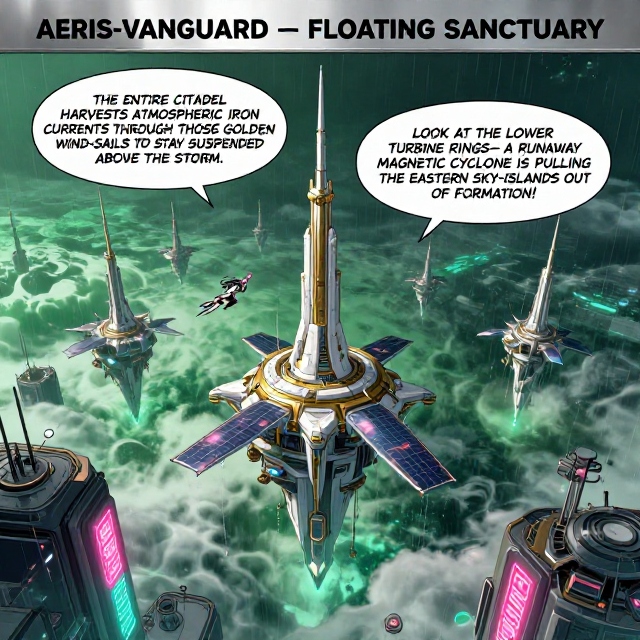 AERIS-VANGUARD — FLOATING SANCTUARY
THE ENTIRE CITADEL
HARVESTS ATMOSPHERIC IRON
CURRENTS THROUGH THOSE GOLDEN
WIND-SAILS TO STAY SUSPENDED
ABOVE THE STORM.
LOOK AT THE LOWER
TURBINE RINGS— A RUNAWAY
MAGNETIC CYCLONE IS PULLING
THE EASTERN SKY-ISLANDS OUT
OF FORMATION!